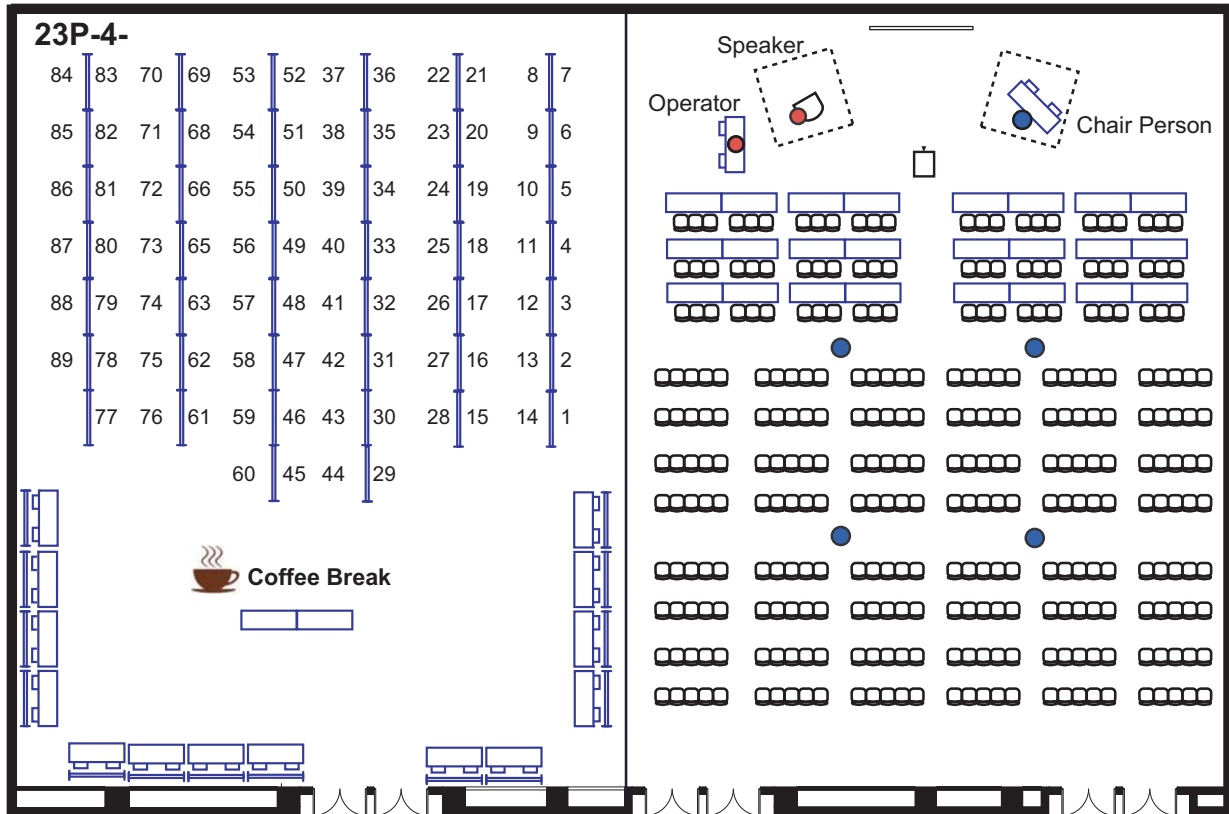 23P-4-
84 83 70 69 53 52 37 36 22 21 8 7
85 82 71 68 54 51 38 35 23 20 9 6
86 81 72 66 55 50 39 34 24 19 10 5
87 80 73 65 56 49 40 33 25 18 11 4
88 79 74 63 57 48 41 32 26 17 12 3
89 78 75 62 58 47 42 31 27 16 13 2
77 76 61 59 46 43 30 28 15 14 1
60 45 44 29
Coffee Break
Speaker
Operator
Chair Person